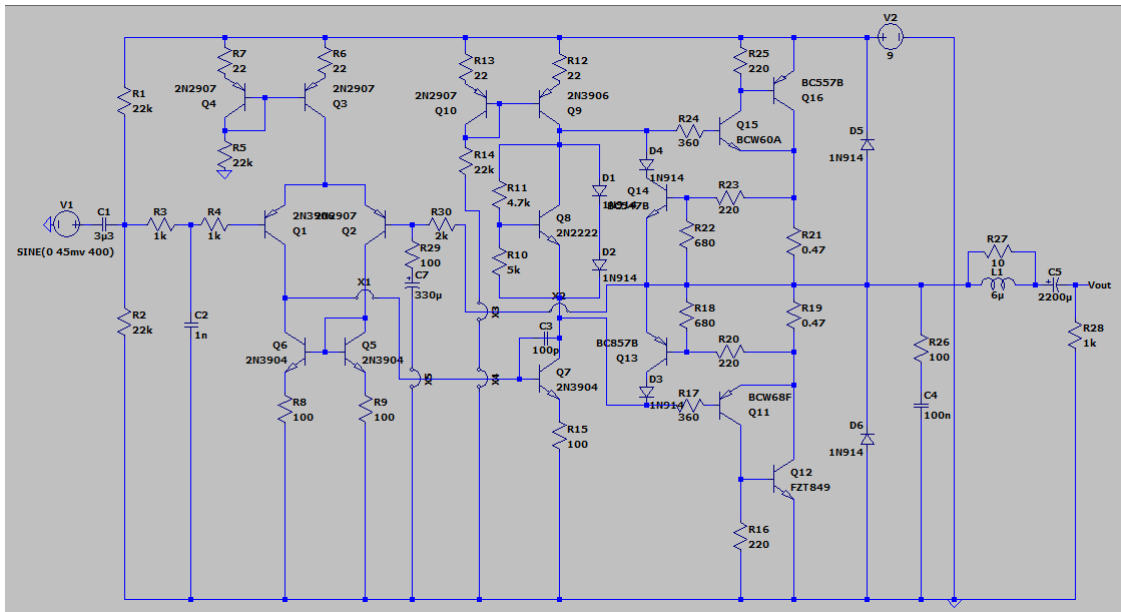 V2
9
R7
22
R6
22
R13
22
R12
22
R25
220
BC557B
Q16
2N2907
Q4
2N2907
Q3
2N2907
Q10
2N3906
Q9
R1
22k
R24
360
Q15
BCW60A
D5
1N914
R5
22k
R14
22k
D4
1N914
R11
4.7k
D1
1N914
Q14
BC547B
R23
220
V1
SINE(0 45mv 400)
C1
3µ3
R3
1k
R4
1k
2N3906
Q1
2N2907
Q2
R30
2k
Q8
2N2222
R22
680
R21
0.47
R29
100
C7
330µ
R10
5k
D2
1N914
R27
10
L1
6µ
C5
2200µ
Vout
X1
X2
X3
R2
22k
C2
1n
C3
100p
R18
680
R19
0.47
R28
1k
R26
100
Q6
2N3904
Q5
2N3904
X5
X4
Q7
2N3904
BC857B
Q13
R20
220
D3
1N914
R17
360
BCW68F
Q11
C4
100n
R8
100
R9
100
R15
100
D6
1N914
Q12
FZT849
R16
220